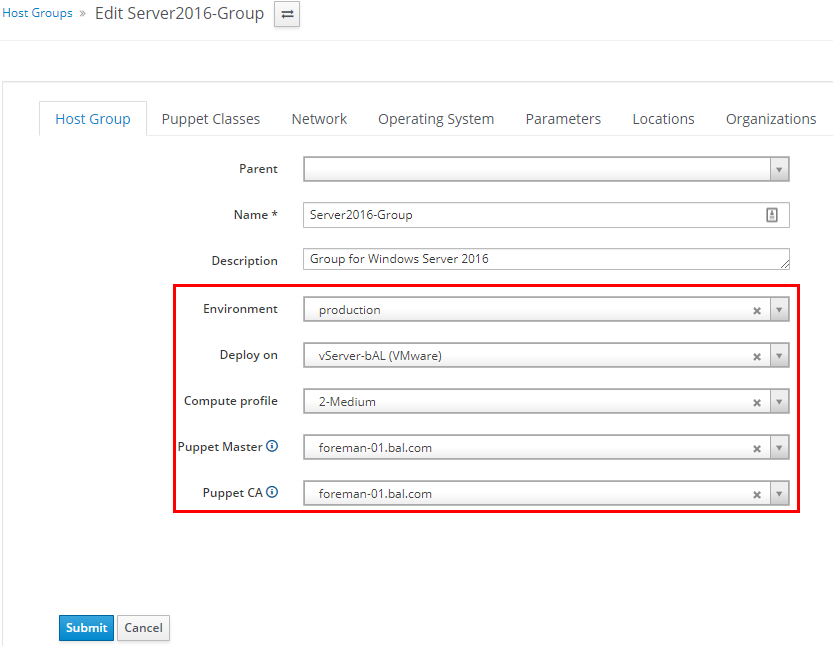 Host Groups » Edit Server2016-Group
Host Group Puppet Classes Network Operating System Parameters Locations Organizations
Parent
Name * Server2016-Group
Description Group for Windows Server 2016
Environment production
Deploy on vServer-bAL (VMware)
Compute profile 2-Medium
Puppet Master foreman-01.bal.com
Puppet CA foreman-01.bal.com
Submit Cancel